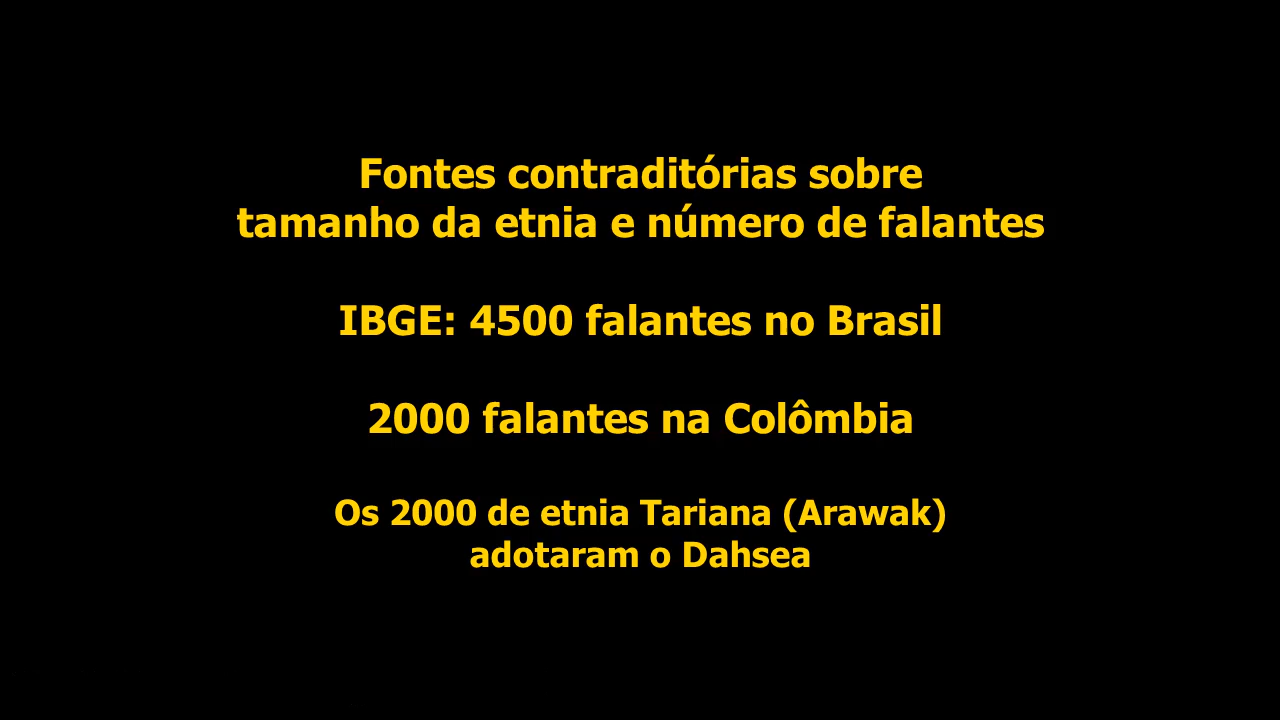 Fontes contraditórias sobre
tamanho da etnia e número de falantes
IBGE: 4500 falantes no Brasil
2000 falantes na Colômbia
Os 2000 de etnia Tariana (Arawak)
adotaram o Dahsea